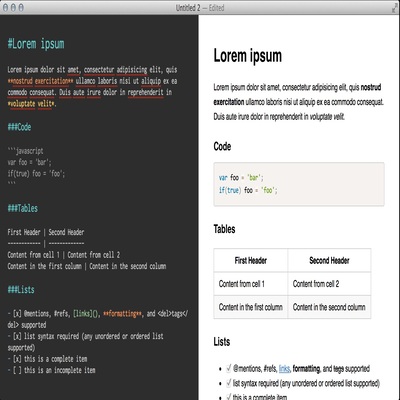 Untitled 2 — Edited
#Lorem ipsum
Lorem ipsum dolor sit amet, consectetur adipisicing elit, quis
**nostrud exercitation** ullamco laboris nisi ut aliquip ex ea
commodo consequat. Duis aute irure dolor in reprehenderit in
*voluptate velit*.
###Code
```javascript
var foo = 'bar';
if(true) foo = 'foo';
```
###Tables
First Header | Second Header
------------ | -------------
Content from cell 1 | Content from cell 2
Content in the first column | Content in the second column
###Lists
- [x] @mentions, #refs, [links](), **formatting**, and <del>tags</
del> supported
- [x] list syntax required (any unordered or ordered list
supported)
- [x] this is a complete item
- [ ] this is an incomplete item
Lorem ipsum
Lorem ipsum dolor sit amet, consectetur adipisicing elit, quis nostrud
exercitation ullamco laboris nisi ut aliquip ex ea commodo consequat.
Duis aute irure dolor in reprehenderit in voluptate velit.
Code
var foo = 'bar';
if(true) foo = 'foo';
Tables
First Header Second Header
Content from cell 1 Content from cell 2
Content in the first column Content in the second column
Lists
@mentions, #refs, links, formatting, and tags supported
list syntax required (any unordered or ordered list supported)
this is a complete item